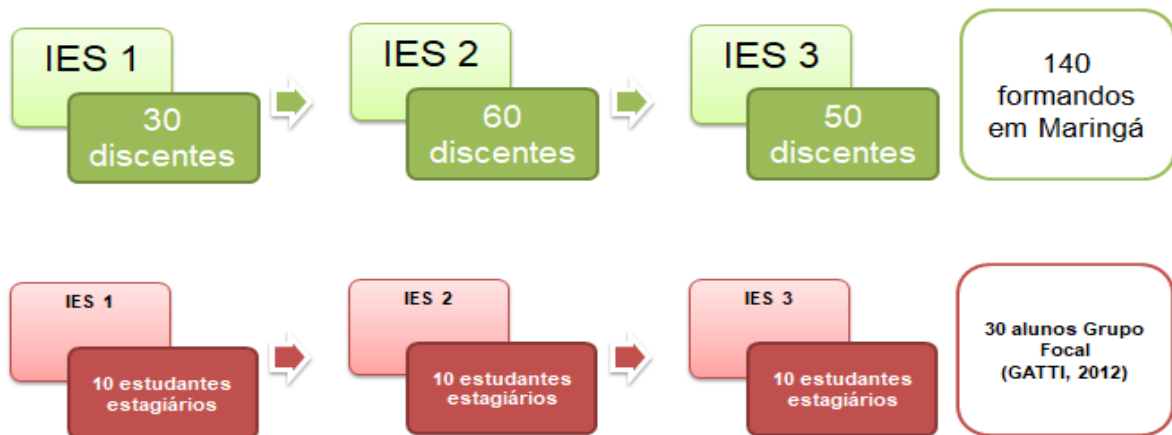 IES 1
30
discentes
IES 2
60
discentes
IES 3
50
discentes
140
formandos
em Maringá
IES 1
10 estudantes
estagiários
IES 2
10 estudantes
estagiários
IES 3
10 estudantes
estagiários
30 alunos Grupo
Focal
(GATTI, 2012)